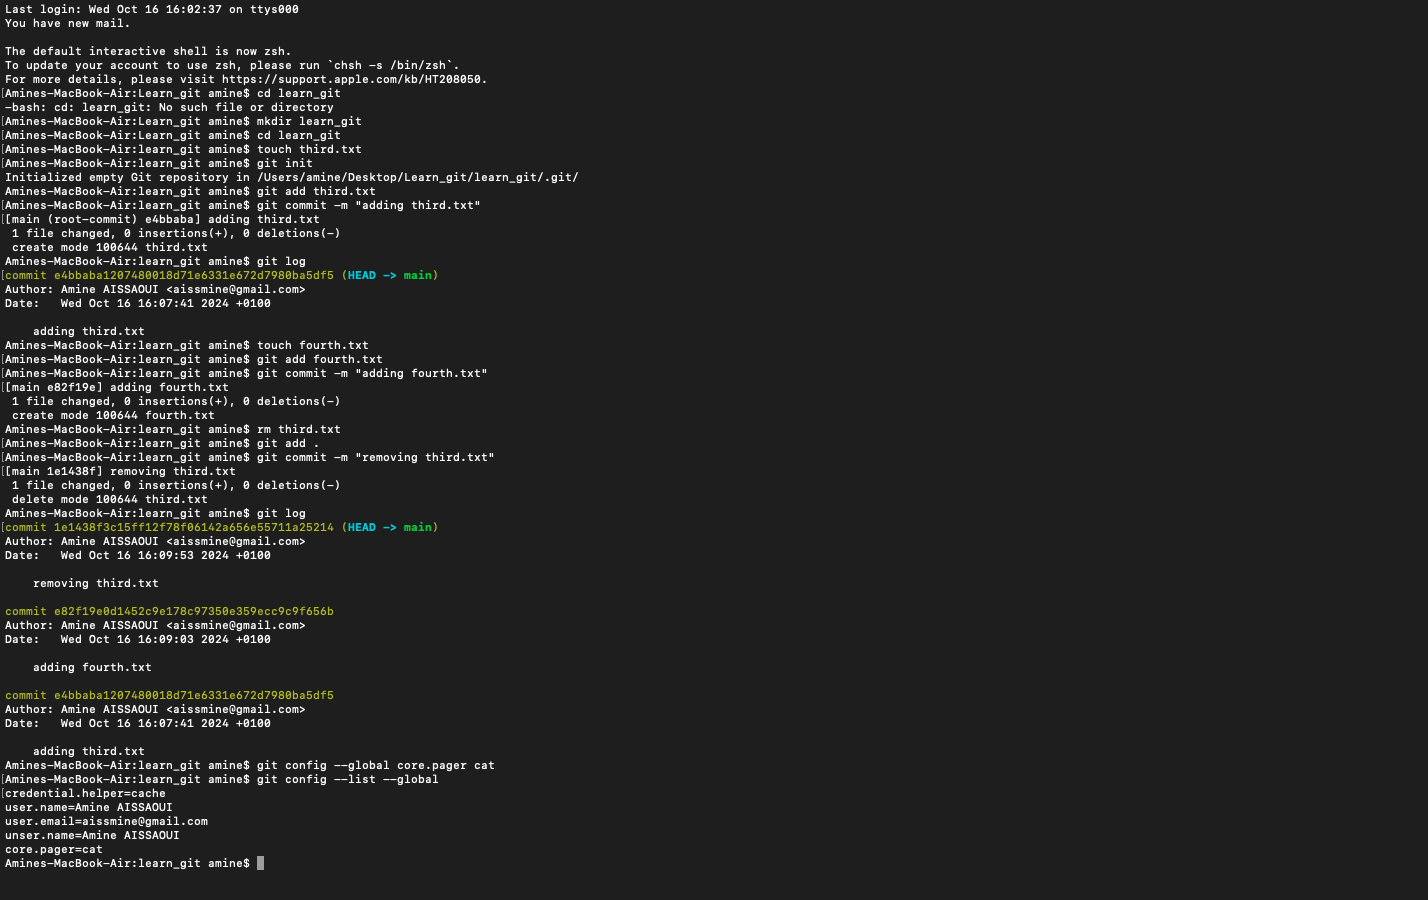 Last login: Wed Oct 16 16:02:37 on ttys000
You have new mail.

The default interactive shell is now zsh.
To update your account to use zsh, please run `chsh -s /bin/zsh`.
For more details, please visit https://support.apple.com/kb/HT208050.
[Amines-MacBook-Air:Learn_git amine$ cd learn_git
-bash: cd: learn_git: No such file or directory
[Amines-MacBook-Air:Learn_git amine$ mkdir learn_git
[Amines-MacBook-Air:Learn_git amine$ cd learn_git
[Amines-MacBook-Air:learn_git amine$ touch third.txt
[Amines-MacBook-Air:learn_git amine$ git init
Initialized empty Git repository in /Users/amine/Desktop/Learn_git/learn_git/.git/
Amines-MacBook-Air:learn_git amine$ git add third.txt
[Amines-MacBook-Air:learn_git amine$ git commit -m "adding third.txt"
[[main (root-commit) e4bbaba] adding third.txt
 1 file changed, 0 insertions(+), 0 deletions(-)
 create mode 100644 third.txt
Amines-MacBook-Air:learn_git amine$ git log
[commit e4bbaba1207480018d71e6331e672d7980ba5df5 (HEAD -> main)
Author: Amine AISSAOUI <aissmine@gmail.com>
Date:   Wed Oct 16 16:07:41 2024 +0100

    adding third.txt
Amines-MacBook-Air:learn_git amine$ touch fourth.txt
[Amines-MacBook-Air:learn_git amine$ git add fourth.txt
[Amines-MacBook-Air:learn_git amine$ git commit -m "adding fourth.txt"
[[main e82f19e] adding fourth.txt
 1 file changed, 0 insertions(+), 0 deletions(-)
 create mode 100644 fourth.txt
Amines-MacBook-Air:learn_git amine$ rm third.txt
[Amines-MacBook-Air:learn_git amine$ git add .
[Amines-MacBook-Air:learn_git amine$ git commit -m "removing third.txt"
[[main 1e1438f] removing third.txt
 1 file changed, 0 insertions(+), 0 deletions(-)
 delete mode 100644 third.txt
Amines-MacBook-Air:learn_git amine$ git log
[commit 1e1438f3c15ff12f78f06142a656e55711a25214 (HEAD -> main)
Author: Amine AISSAOUI <aissmine@gmail.com>
Date:   Wed Oct 16 16:09:53 2024 +0100

    removing third.txt

commit e82f19e0d1452c9e178c97350e359ecc9c9f656b
Author: Amine AISSAOUI <aissmine@gmail.com>
Date:   Wed Oct 16 16:09:03 2024 +0100

    adding fourth.txt

commit e4bbaba1207480018d71e6331e672d7980ba5df5
Author: Amine AISSAOUI <aissmine@gmail.com>
Date:   Wed Oct 16 16:07:41 2024 +0100

    adding third.txt
Amines-MacBook-Air:learn_git amine$ git config --global core.pager cat
[Amines-MacBook-Air:learn_git amine$ git config --list --global
[credential.helper=cache
user.name=Amine AISSAOUI
user.email=aissmine@gmail.com
unser.name=Amine AISSAOUI
core.pager=cat
Amines-MacBook-Air:learn_git amine$